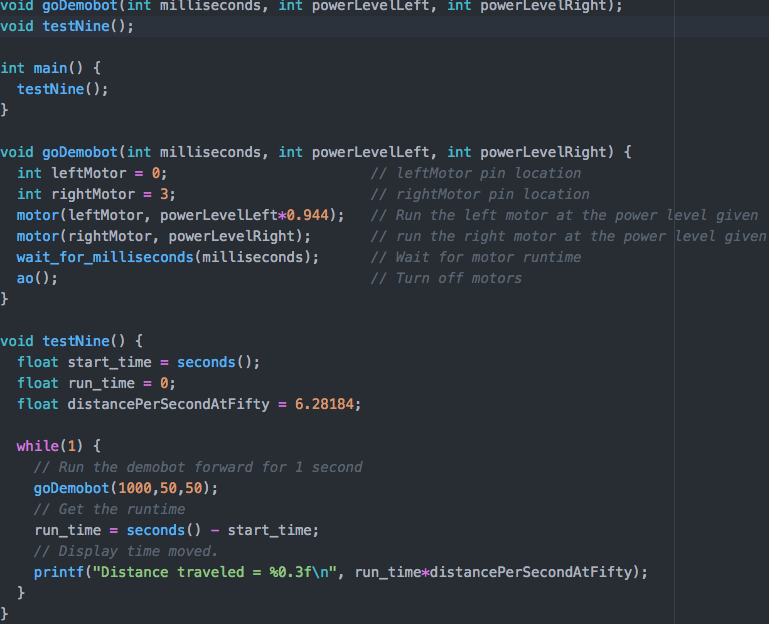 void goDemobot(int milliseconds, int powerLevelLeft, int powerLevelRight);
void testNine();
int main() {
testNine();
}
void goDemobot(int milliseconds, int powerLevelLeft, int powerLevelRight) {
int leftMotor = 0; // leftMotor pin location
int rightMotor = 3; // rightMotor pin location
motor(leftMotor, powerLevelLeft*0.944); // Run the left motor at the power level given
motor(rightMotor, powerLevelRight); // run the right motor at the power level given
wait_for_milliseconds(milliseconds); // Wait for motor runtime
ao(); // Turn off motors
}
void testNine() {
float start_time = seconds();
float run_time = 0;
float distancePerSecondAtFifty = 6.28184;
while(1) {
// Run the demobot forward for 1 second
goDemobot(1000,50,50);
// Get the runtime
run_time = seconds() - start_time;
// Display time moved.
printf("Distance traveled = %0.3f\n", run_time*distancePerSecondAtFifty);
}
}